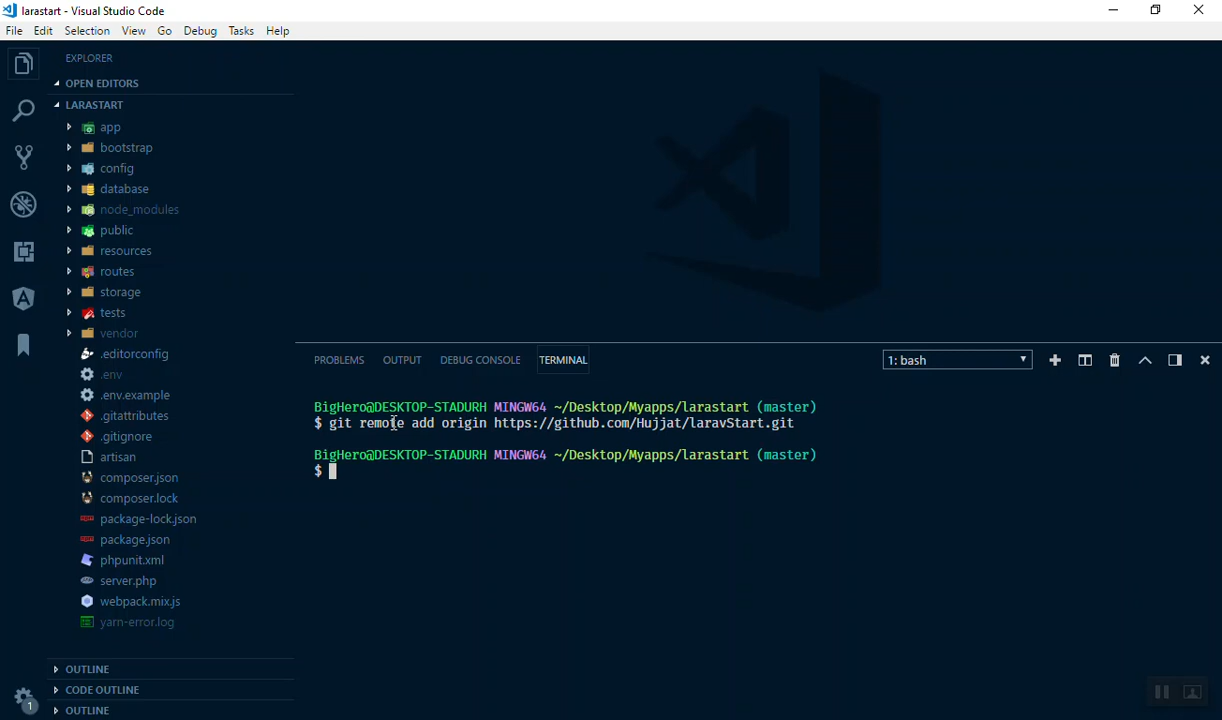 larastart - Visual Studio Code
File Edit Selection View Go Debug Tasks Help
EXPLORER
OPEN EDITORS
LARASTART
app
bootstrap
config
database
node_modules
public
resources
routes
storage
tests
vendor
.editorconfig
.env
.env.example
.gitattributes
.gitignore
artisan
composer.json
composer.lock
package-lock.json
package.json
phpunit.xml
server.php
webpack.mix.js
yarn-error.log
OUTLINE
CODE OUTLINE
OUTLINE
1
PROBLEMS OUTPUT DEBUG CONSOLE TERMINAL 1: bash
BigHero@DESKTOP-STADURH MINGW64 ~/Desktop/Myapps/larastart (master)
$ git remote add origin https://github.com/Hujjat/laravStart.git
BigHero@DESKTOP-STADURH MINGW64 ~/Desktop/Myapps/larastart (master)
$